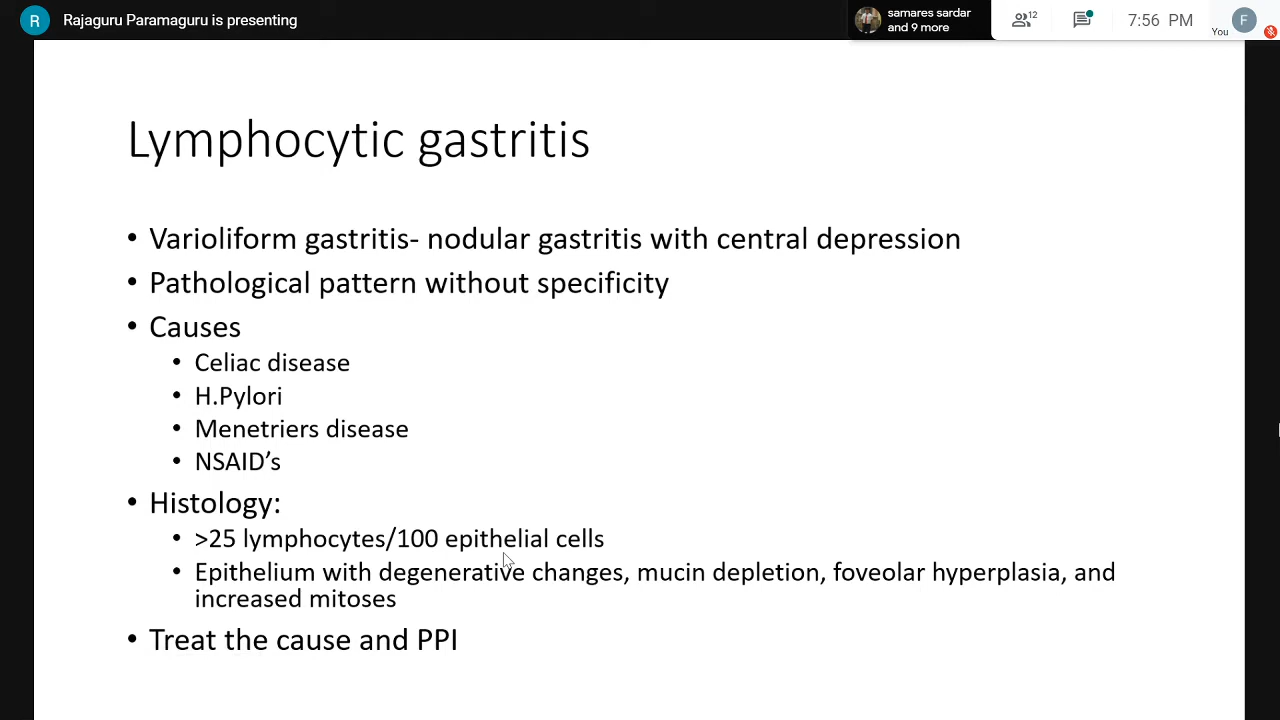 R Rajaguru Paramaguru is presenting
samares sardar
and 9 more
12
7:56 PM
You
F
Lymphocytic gastritis
• Varioliform gastritis- nodular gastritis with central depression
• Pathological pattern without specificity
• Causes
• Celiac disease
• H.Pylori
• Menetriers disease
• NSAID’s
• Histology:
• >25 lymphocytes/100 epithelial cells
• Epithelium with degenerative changes, mucin depletion, foveolar hyperplasia, and
increased mitoses
• Treat the cause and PPI